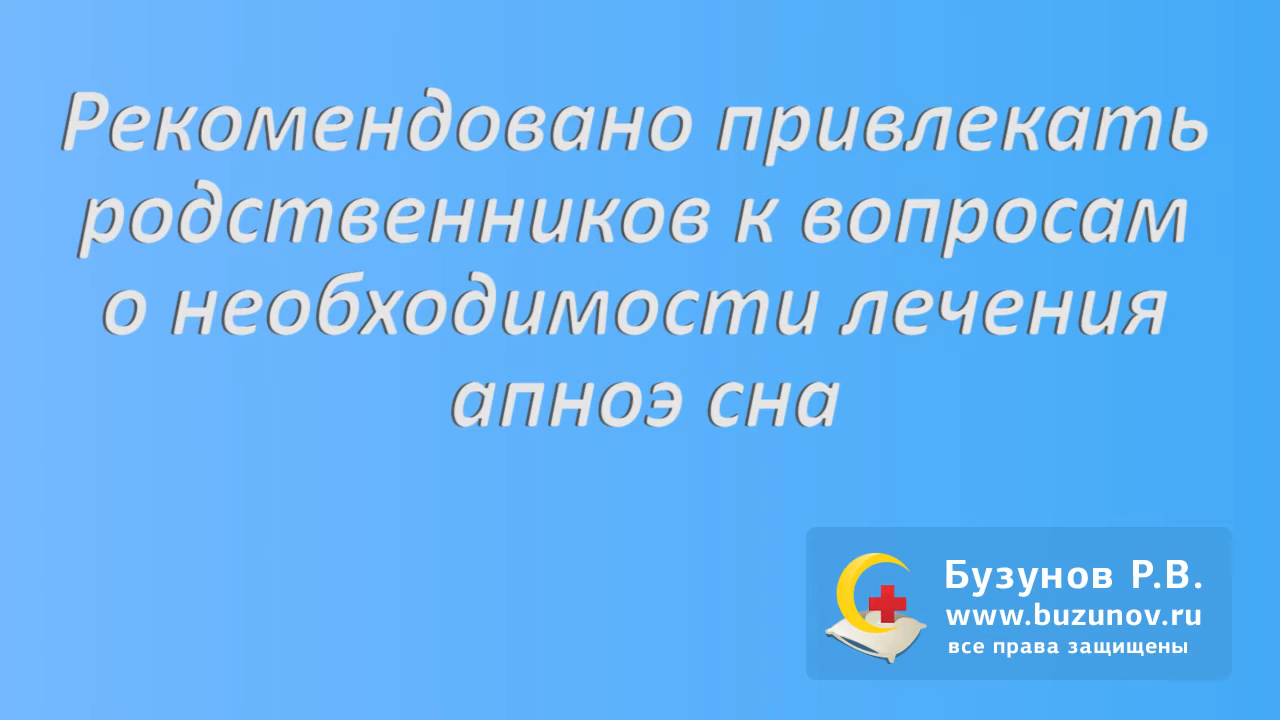 Рекомендовано привлекать
родственников к вопросам
о необходимости лечения
апноэ сна
Бузунов Р.В.
www.buzunov.ru
все права защищены